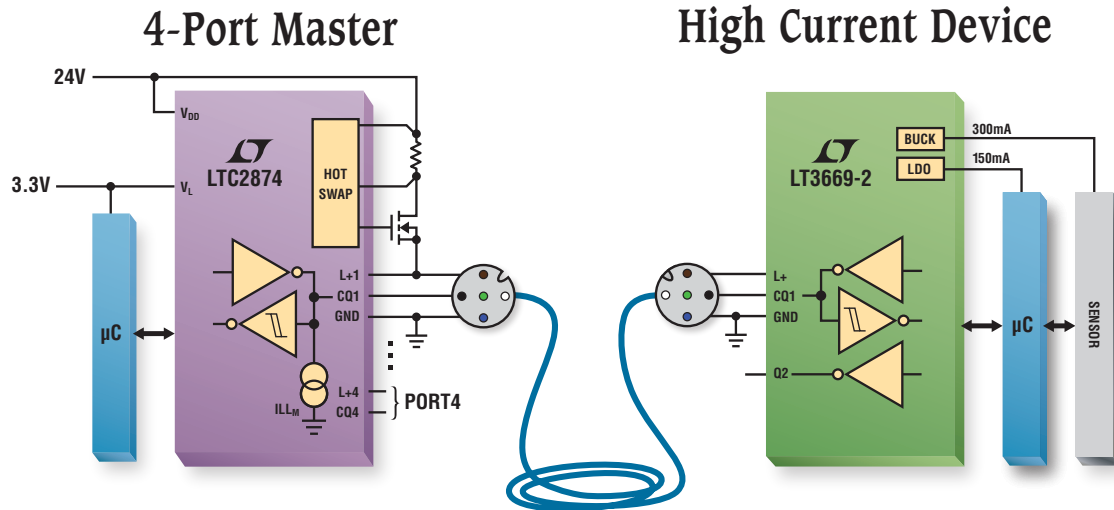 4-Port Master
High Current Device
24V
VDD
LTC2874
HOT
SWAP
3.3V
VL
L+1
CQ1
GND
µC
ILLM
L+4
CQ4
PORT4
BUCK
300mA
LDO
150mA
LT3669-2
L+
CQ1
GND
Q2
µC
SENSOR